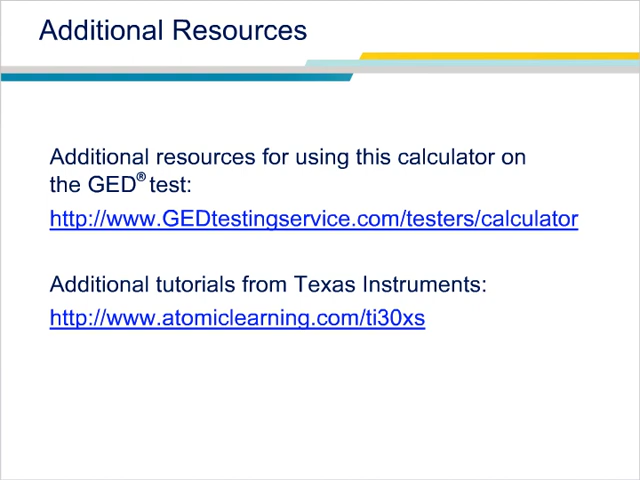 Additional Resources
Additional resources for using this calculator on
the GED® test:
http://www.GEDtestingservice.com/testers/calculator
Additional tutorials from Texas Instruments:
http://www.atomiclearning.com/ti30xs